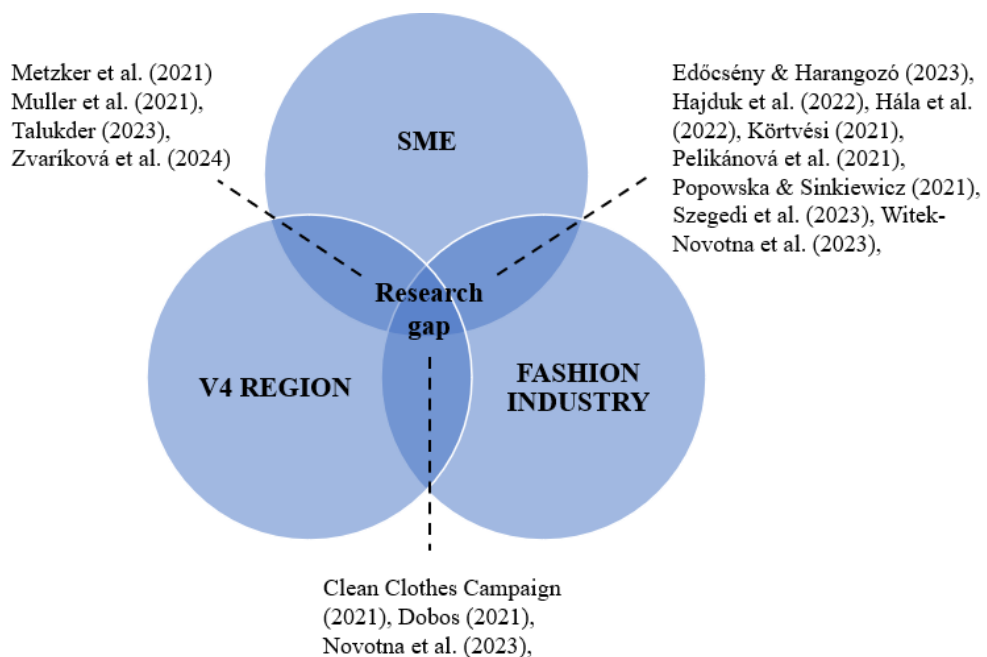 Metzker et al. (2021)
Muller et al. (2021),
Talukder (2023),
Zvaríková et al. (2024)
Edőcsény & Harangozó (2023),
Hajduk et al. (2022), Hála et al.
(2022), Körtvési (2021),
Pelikánová et al. (2021),
Popowska & Sinkiewicz (2021),
Szegedi et al. (2023), Witek-
Novotna et al. (2023),
SME
Research
gap
V4 REGION
FASHION
INDUSTRY
Clean Clothes Campaign
(2021), Dobos (2021),
Novotna et al. (2023),